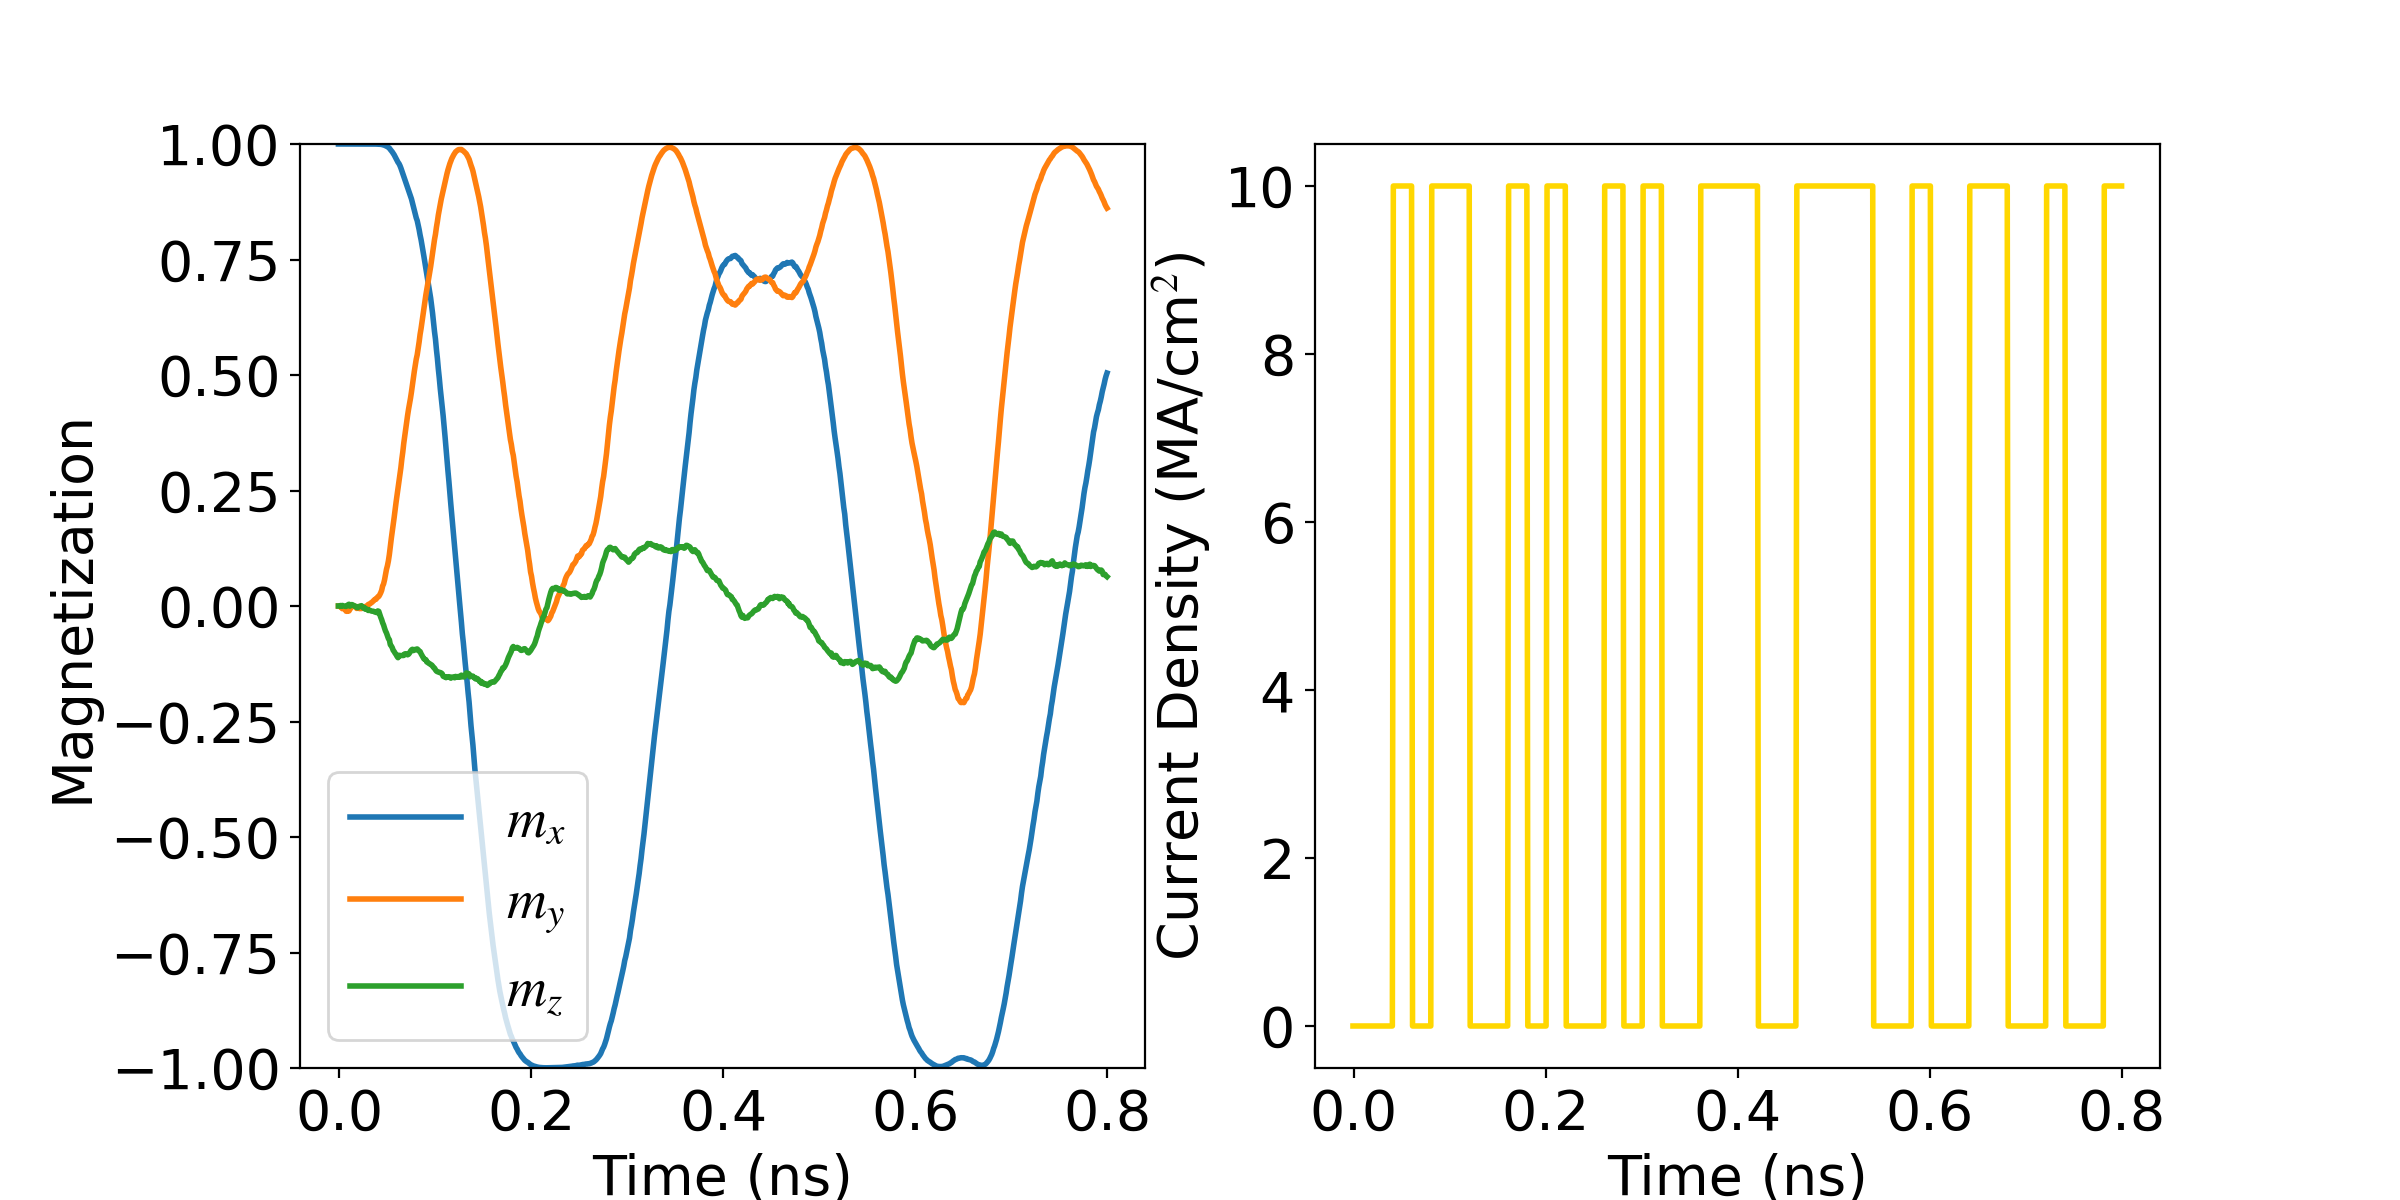 Magnetization
1.00
0.75
0.50
0.25
0.00
−0.25
−0.50
−0.75
−1.00
m_x
m_y
m_z
0.0 0.2 0.4 0.6 0.8
Time (ns)
Current Density (MA/cm²)
10
8
6
4
2
0
0.0 0.2 0.4 0.6 0.8
Time (ns)